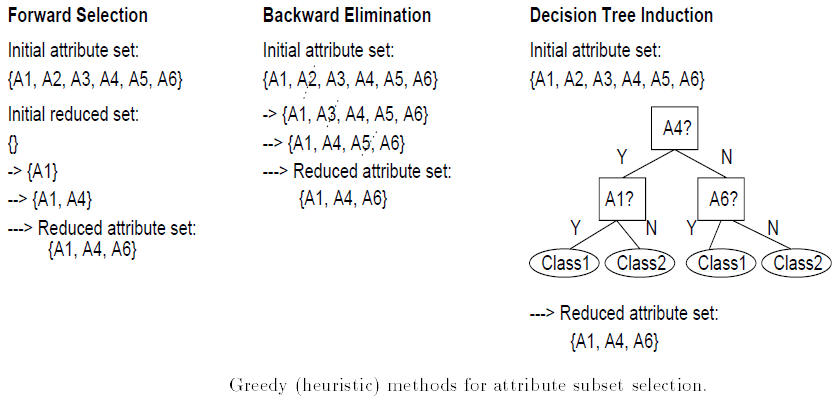 Forward Selection
Initial attribute set:
{A1, A2, A3, A4, A5, A6}
Initial reduced set:
{}
-> {A1}
--> {A1, A4}
---> Reduced attribute set:
{A1, A4, A6}
Backward Elimination
Initial attribute set:
{A1, A2, A3, A4, A5, A6}
-> {A1, A3, A4, A5, A6}
--> {A1, A4, A5, A6}
---> Reduced attribute set:
{A1, A4, A6}
Decision Tree Induction
Initial attribute set:
{A1, A2, A3, A4, A5, A6}
A4?
Y N
A1? A6?
Y N Y N
Class1 Class2 Class1 Class2
---> Reduced attribute set:
{A1, A4, A6}
Greedy (heuristic) methods for attribute subset selection.